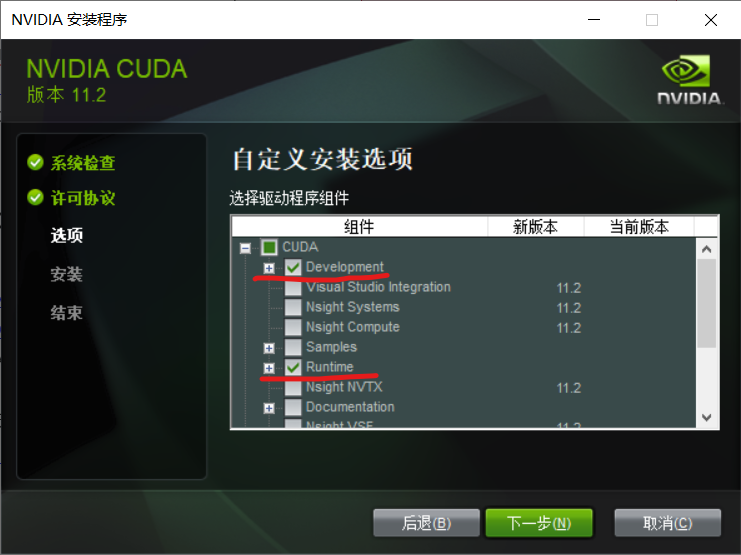 NVIDIA 安装程序
NVIDIA CUDA
版本 11.2
NVIDIA.
系统检查
许可协议
选项
安装
结束
自定义安装选项
选择驱动程序组件
组件 新版本 当前版本
CUDA
Development
Visual Studio Integration 11.2
Nsight Systems 11.2
Nsight Compute 11.2
Samples
Runtime
Nsight NVTX 11.2
Documentation
Nsight VSE 11.2
后退(B) 下一步(N) 取消(C)